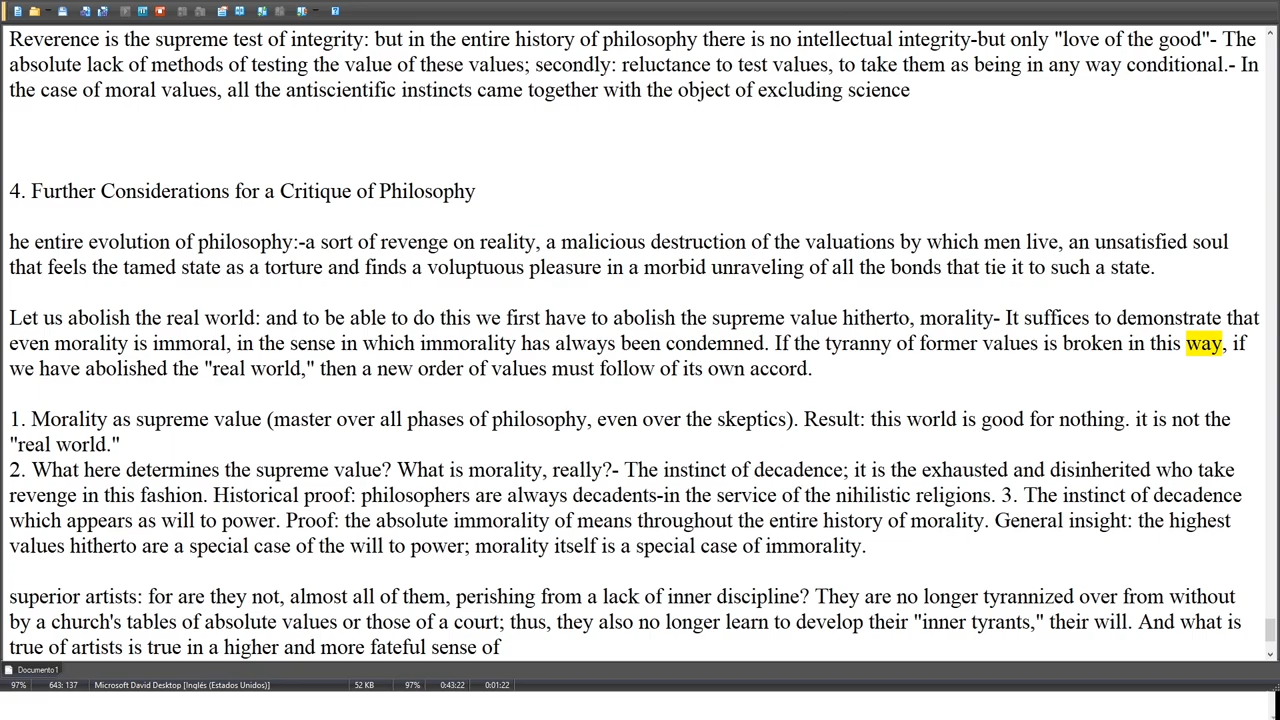 Reverence is the supreme test of integrity: but in the entire history of philosophy there is no intellectual integrity-but only "love of the good"- The
absolute lack of methods of testing the value of these values; secondly: reluctance to test values, to take them as being in any way conditional.- In
the case of moral values, all the antiscientific instincts came together with the object of excluding science
4. Further Considerations for a Critique of Philosophy
he entire evolution of philosophy:-a sort of revenge on reality, a malicious destruction of the valuations by which men live, an unsatisfied soul
that feels the tamed state as a torture and finds a voluptuous pleasure in a morbid unraveling of all the bonds that tie it to such a state.
Let us abolish the real world: and to be able to do this we first have to abolish the supreme value hitherto, morality- It suffices to demonstrate that
even morality is immoral, in the sense in which immorality has always been condemned. If the tyranny of former values is broken in this way, if
we have abolished the "real world," then a new order of values must follow of its own accord.
1. Morality as supreme value (master over all phases of philosophy, even over the skeptics). Result: this world is good for nothing. it is not the
"real world."
2. What here determines the supreme value? What is morality, really?- The instinct of decadence; it is the exhausted and disinherited who take
revenge in this fashion. Historical proof: philosophers are always decadents-in the service of the nihilistic religions. 3. The instinct of decadence
which appears as will to power. Proof: the absolute immorality of means throughout the entire history of morality. General insight: the highest
values hitherto are a special case of the will to power; morality itself is a special case of immorality.
superior artists: for are they not, almost all of them, perishing from a lack of inner discipline? They are no longer tyrannized over from without
by a church's tables of absolute values or those of a court; thus, they also no longer learn to develop their "inner tyrants," their will. And what is
true of artists is true in a higher and more fateful sense of
Documento1
97% 643: 137 Microsoft David Desktop [Inglés (Estados Unidos)] 52 KB 97% 0:43:22 0:01:22